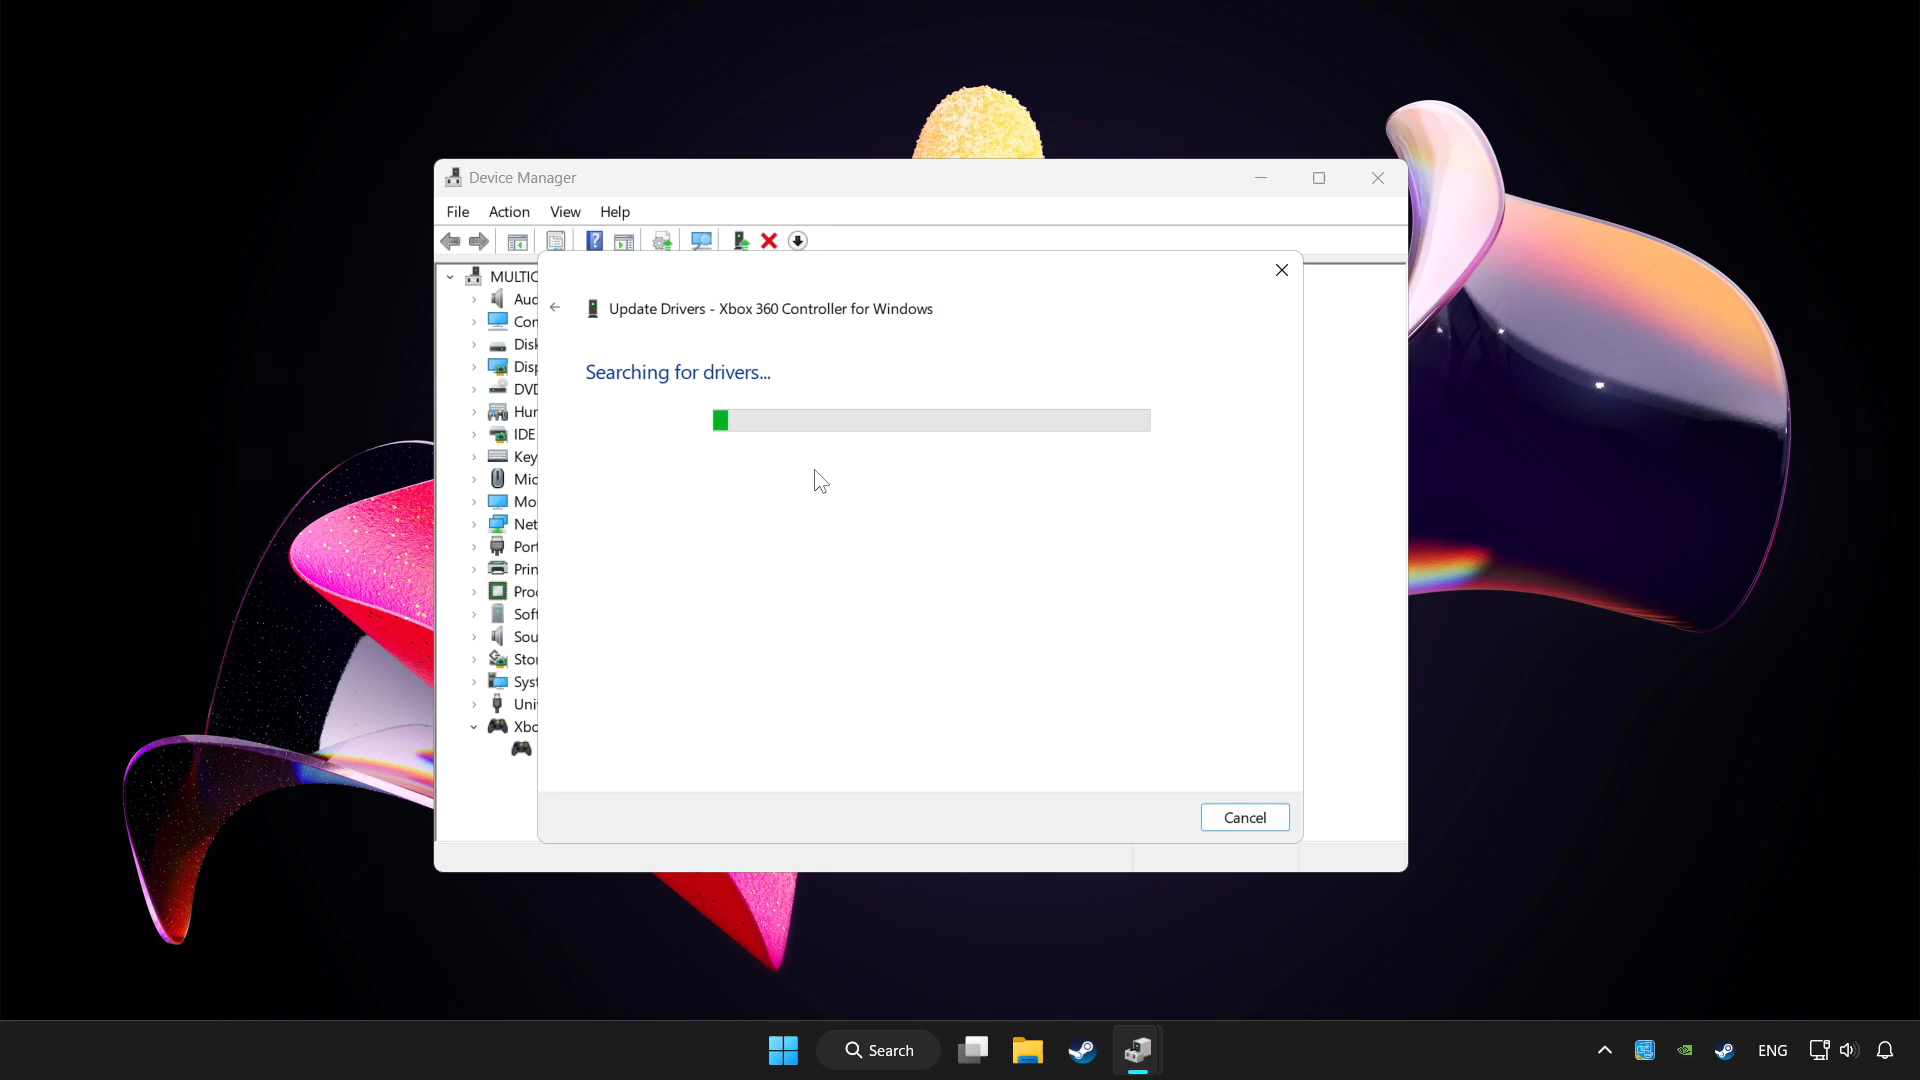 Device Manager
File Action View Help
MULTIC
Aud
Con
Disk
Disp
DVD
Hur
IDE
Key
Mic
Mo
Net
Port
Prin
Proc
Soft
Sou
Stor
Syst
Uni
Xbo
Update Drivers - Xbox 360 Controller for Windows
Searching for drivers...
Cancel
Search
ENG